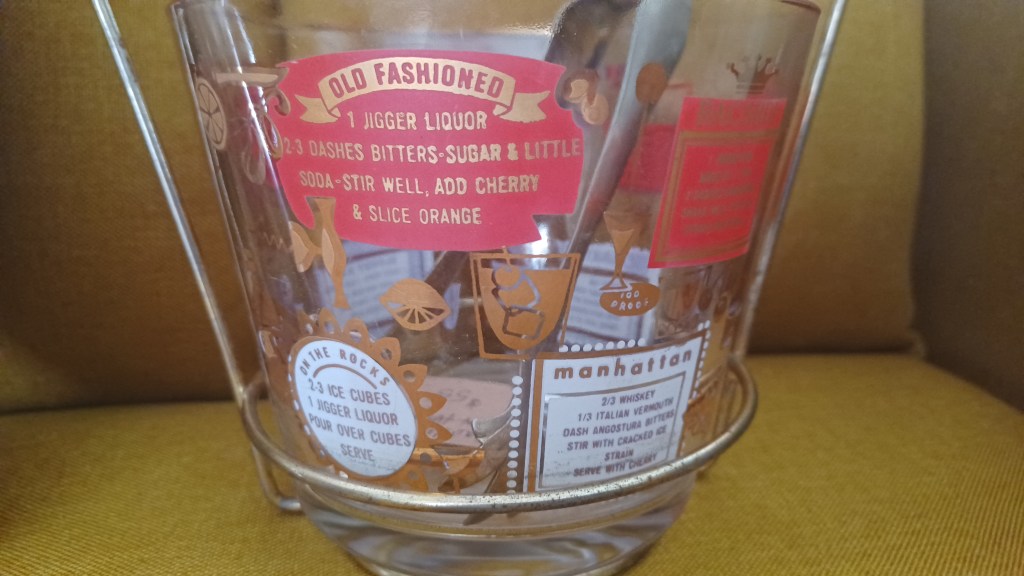 OLD FASHIONED
1 JIGGER LIQUOR
2-3 DASHES BITTERS-SUGAR & LITTLE
SODA-STIR WELL, ADD CHERRY
& SLICE ORANGE
100
PROOF
ON THE ROCKS
2-3 ICE CUBES
1 JIGGER LIQUOR
POUR OVER CUBES
SERVE
manhattan
2/3 WHISKEY
1/3 ITALIAN VERMOUTH
DASH ANGOSTURA BITTERS
STIR WITH CRACKED ICE
STRAIN
SERVE WITH CHERRY